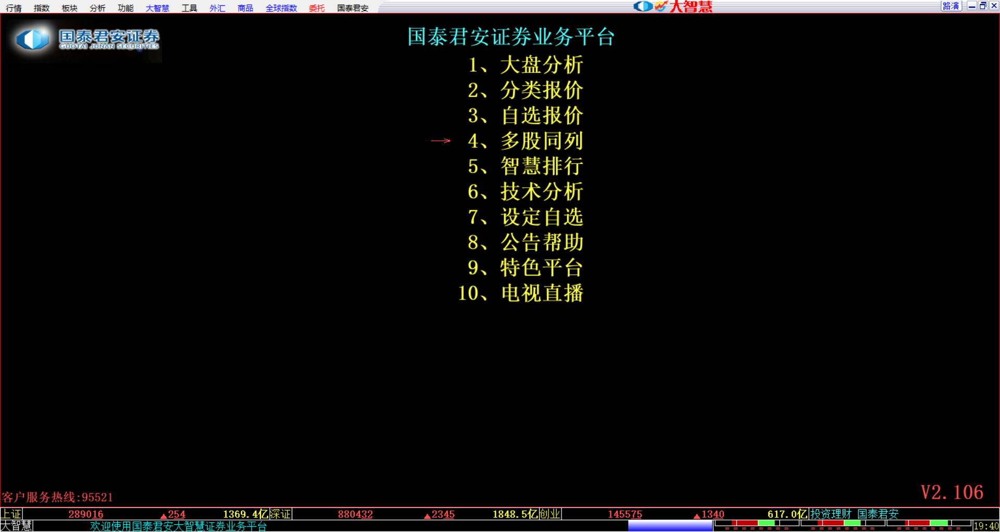 行情 指数 板块 分析 功能 大智慧 工具 外汇 商品 全球指数 委托 国泰君安 大智慧 路演
国泰君安证券
GUOTAI JUNAN SECURITIES
国泰君安证券业务平台
1、大盘分析
2、分类报价
3、自选报价
4、多股同列
5、智慧排行
6、技术分析
7、设定自选
8、公告帮助
9、特色平台
10、电视直播
客户服务热线:95521
V2.106
上证 289016 ▲254 1369.4亿 深证 880432 ▲2345 1848.5亿 创业 145575 ▲1340 617.0亿 投资理财 国泰君安
大智慧 欢迎使用国泰君安大智慧证券业务平台 19:40